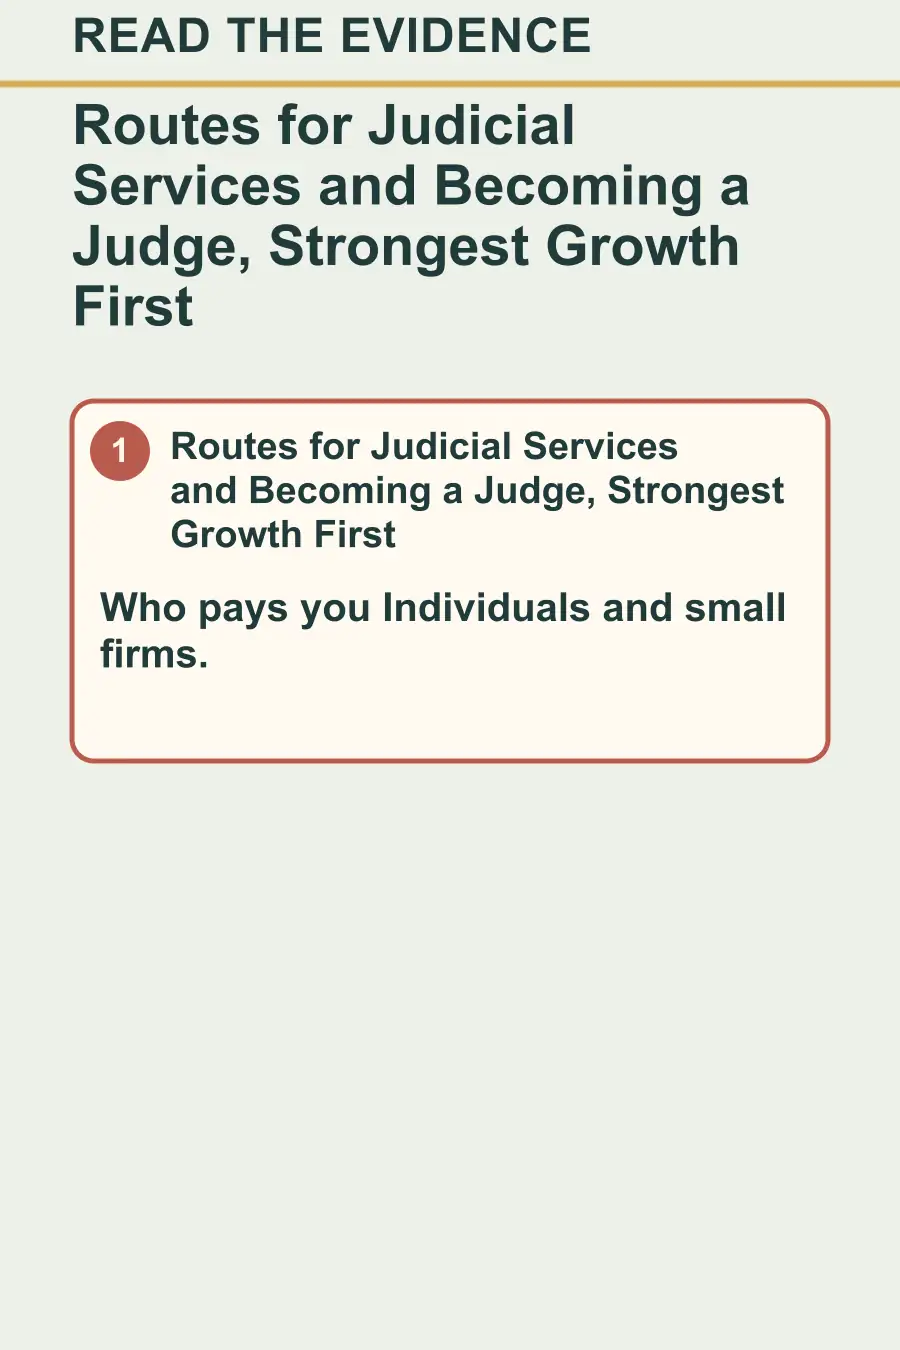 READ THE EVIDENCE
Routes for Judicial
Services and Becoming a
Judge, Strongest Growth
First
1
Routes for Judicial Services
and Becoming a Judge, Strongest
Growth First
Who pays you Individuals and small
firms.